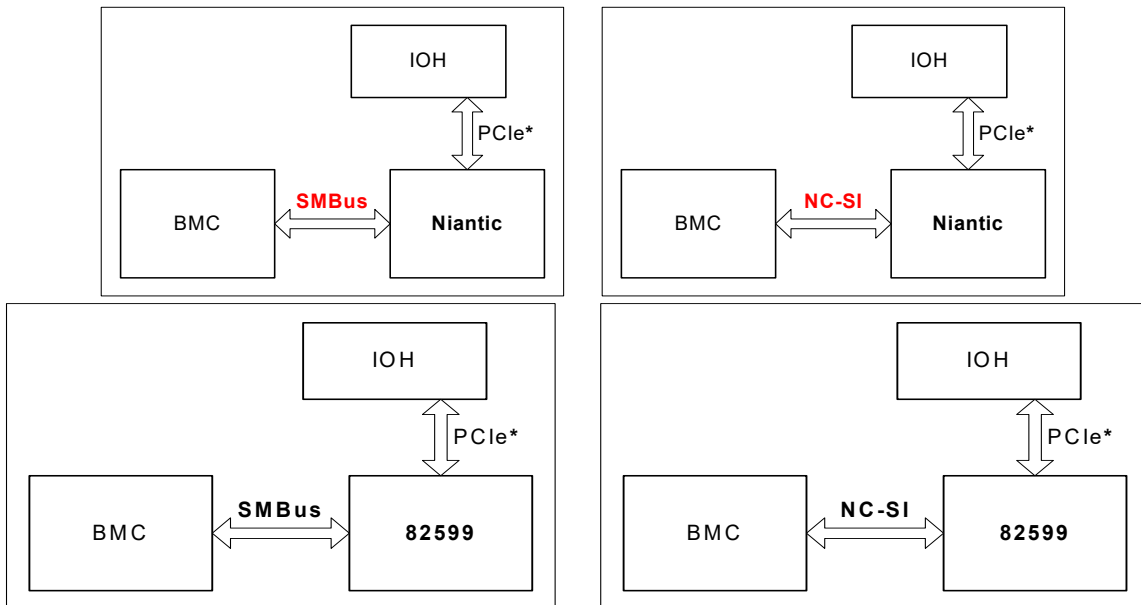 IOH
PCIe*
SMBus
BMC
Niantic
IOH
PCIe*
NC-SI
BMC
Niantic
IOH
PCIe*
SMBus
BMC
82599
IOH
PCIe*
NC-SI
BMC
82599